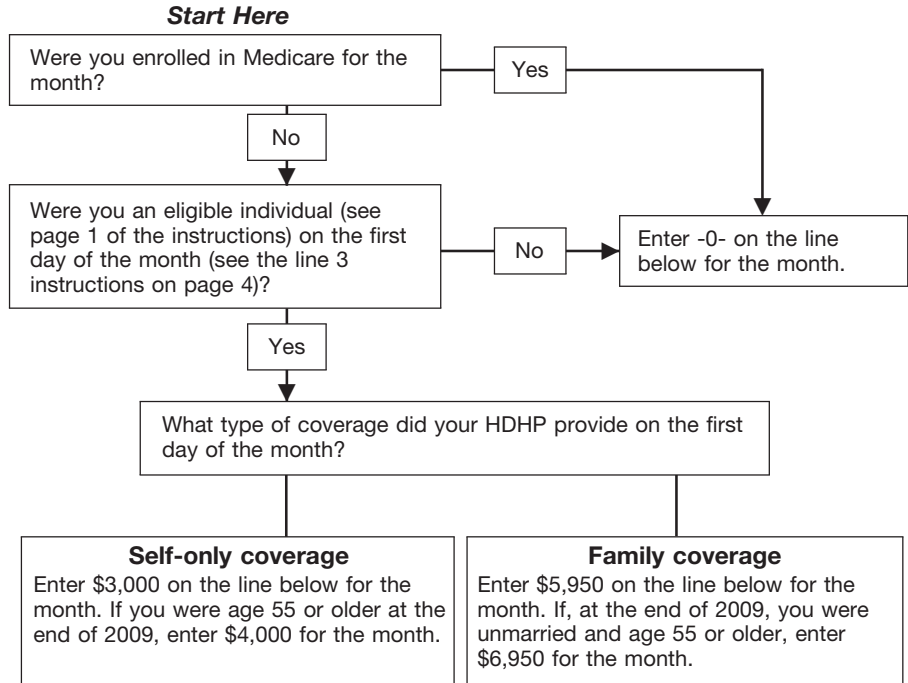 Start Here
Were you enrolled in Medicare for the
month?
Yes
No
Were you an eligible individual (see
page 1 of the instructions) on the first
day of the month (see the line 3
instructions on page 4)?
No
Enter -0- on the line
below for the month.
Yes
What type of coverage did your HDHP provide on the first
day of the month?
Self-only coverage
Enter $3,000 on the line below for the
month. If you were age 55 or older at the
end of 2009, enter $4,000 for the month.
Family coverage
Enter $5,950 on the line below for the
month. If, at the end of 2009, you were
unmarried and age 55 or older, enter
$6,950 for the month.